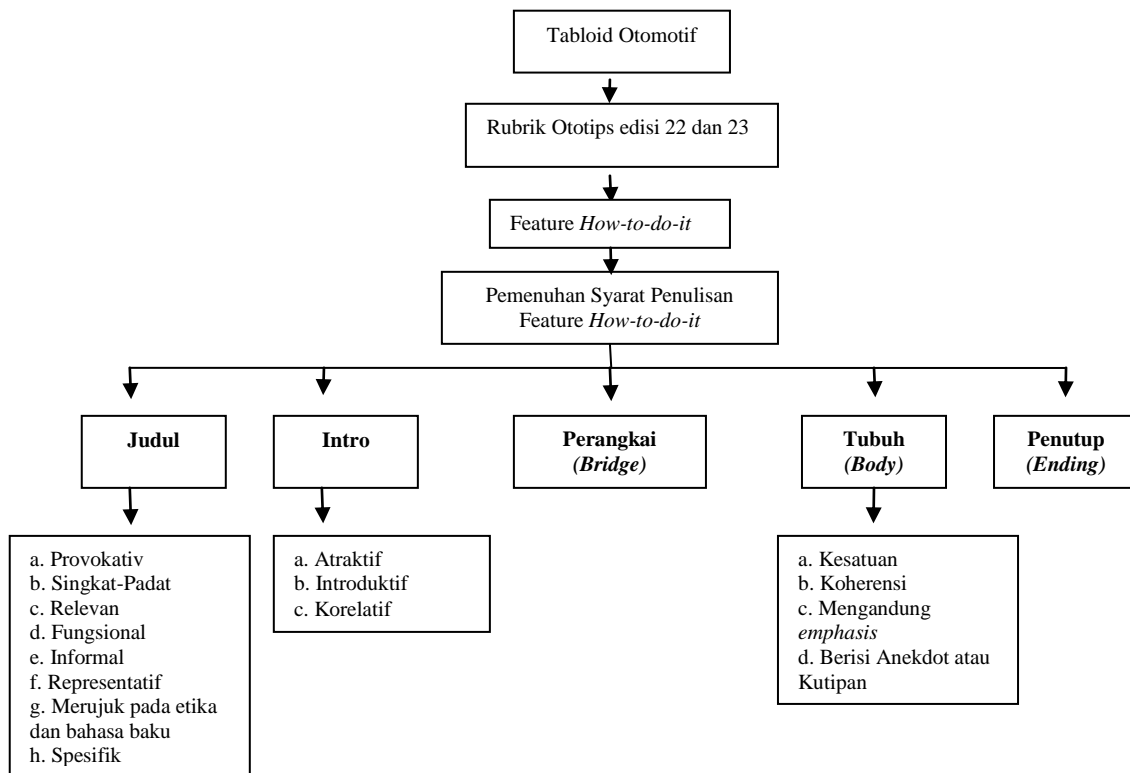 Tabloid Otomotif
Rubrik Ototips edisi 22 dan 23
Feature How-to-do-it
Pemenuhan Syarat Penulisan
Feature How-to-do-it
Judul
Intro
Perangkai
(Bridge)
Tubuh
(Body)
Penutup
(Ending)
a. Provokativ
b. Singkat-Padat
c. Relevan
d. Fungsional
e. Informal
f. Representatif
g. Merujuk pada etika
dan bahasa baku
h. Spesifik
a. Atraktif
b. Introduktif
c. Korelatif
a. Kesatuan
b. Koherensi
c. Mengandung
emphasis
d. Berisi Anekdot atau
Kutipan